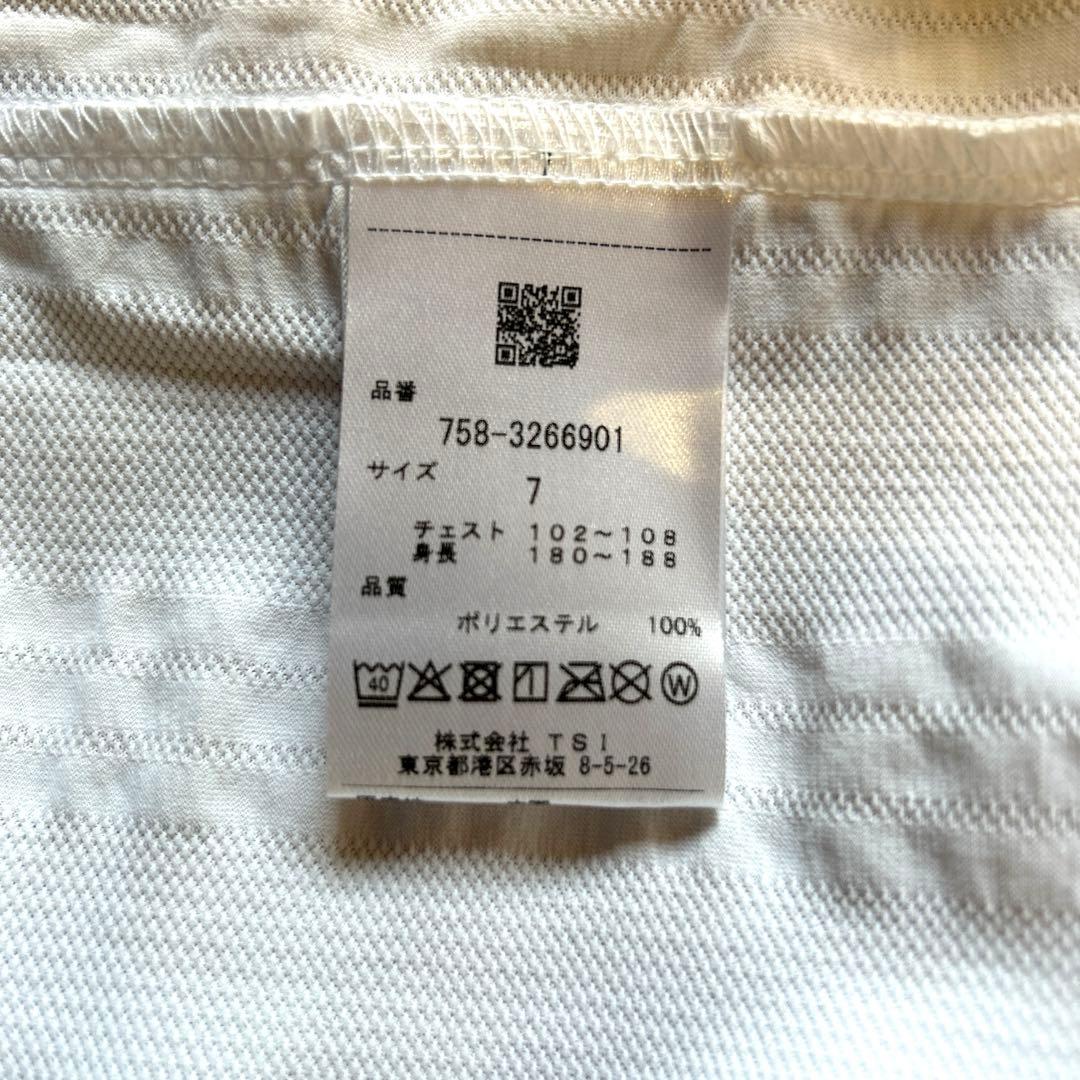 品番
758-3266901
サイズ
7
チェスト 102～108
身長 180～188
品質
ポリエステル 100%
40
W
株式会社 TSI
東京都港区赤坂 8-5-26